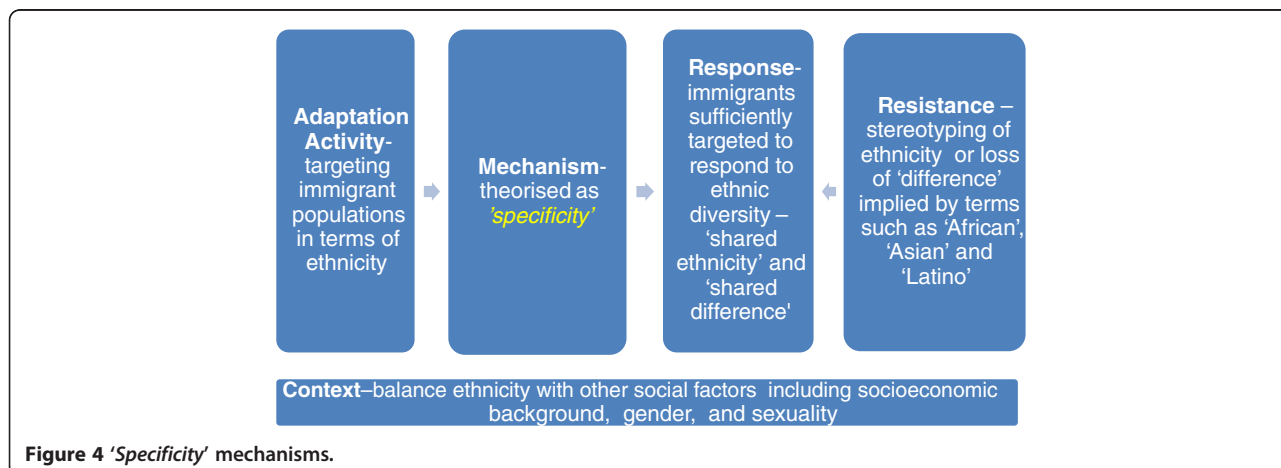 Adaptation
Activity-
targeting
immigrant
populations
in terms of
ethnicity
Mechanism-
theorised as
'specificity'
Response-
immigrants
sufficiently
targeted to
respond to
ethnic
diversity –
‘shared
ethnicity’ and
‘shared
difference'
Resistance –
stereotyping of
ethnicity or loss
of ‘difference’
implied by terms
such as ‘African’,
‘Asian’ and
‘Latino’
Context–balance ethnicity with other social factors including socioeconomic
background, gender, and sexuality
Figure 4 ‘Specificity’ mechanisms.